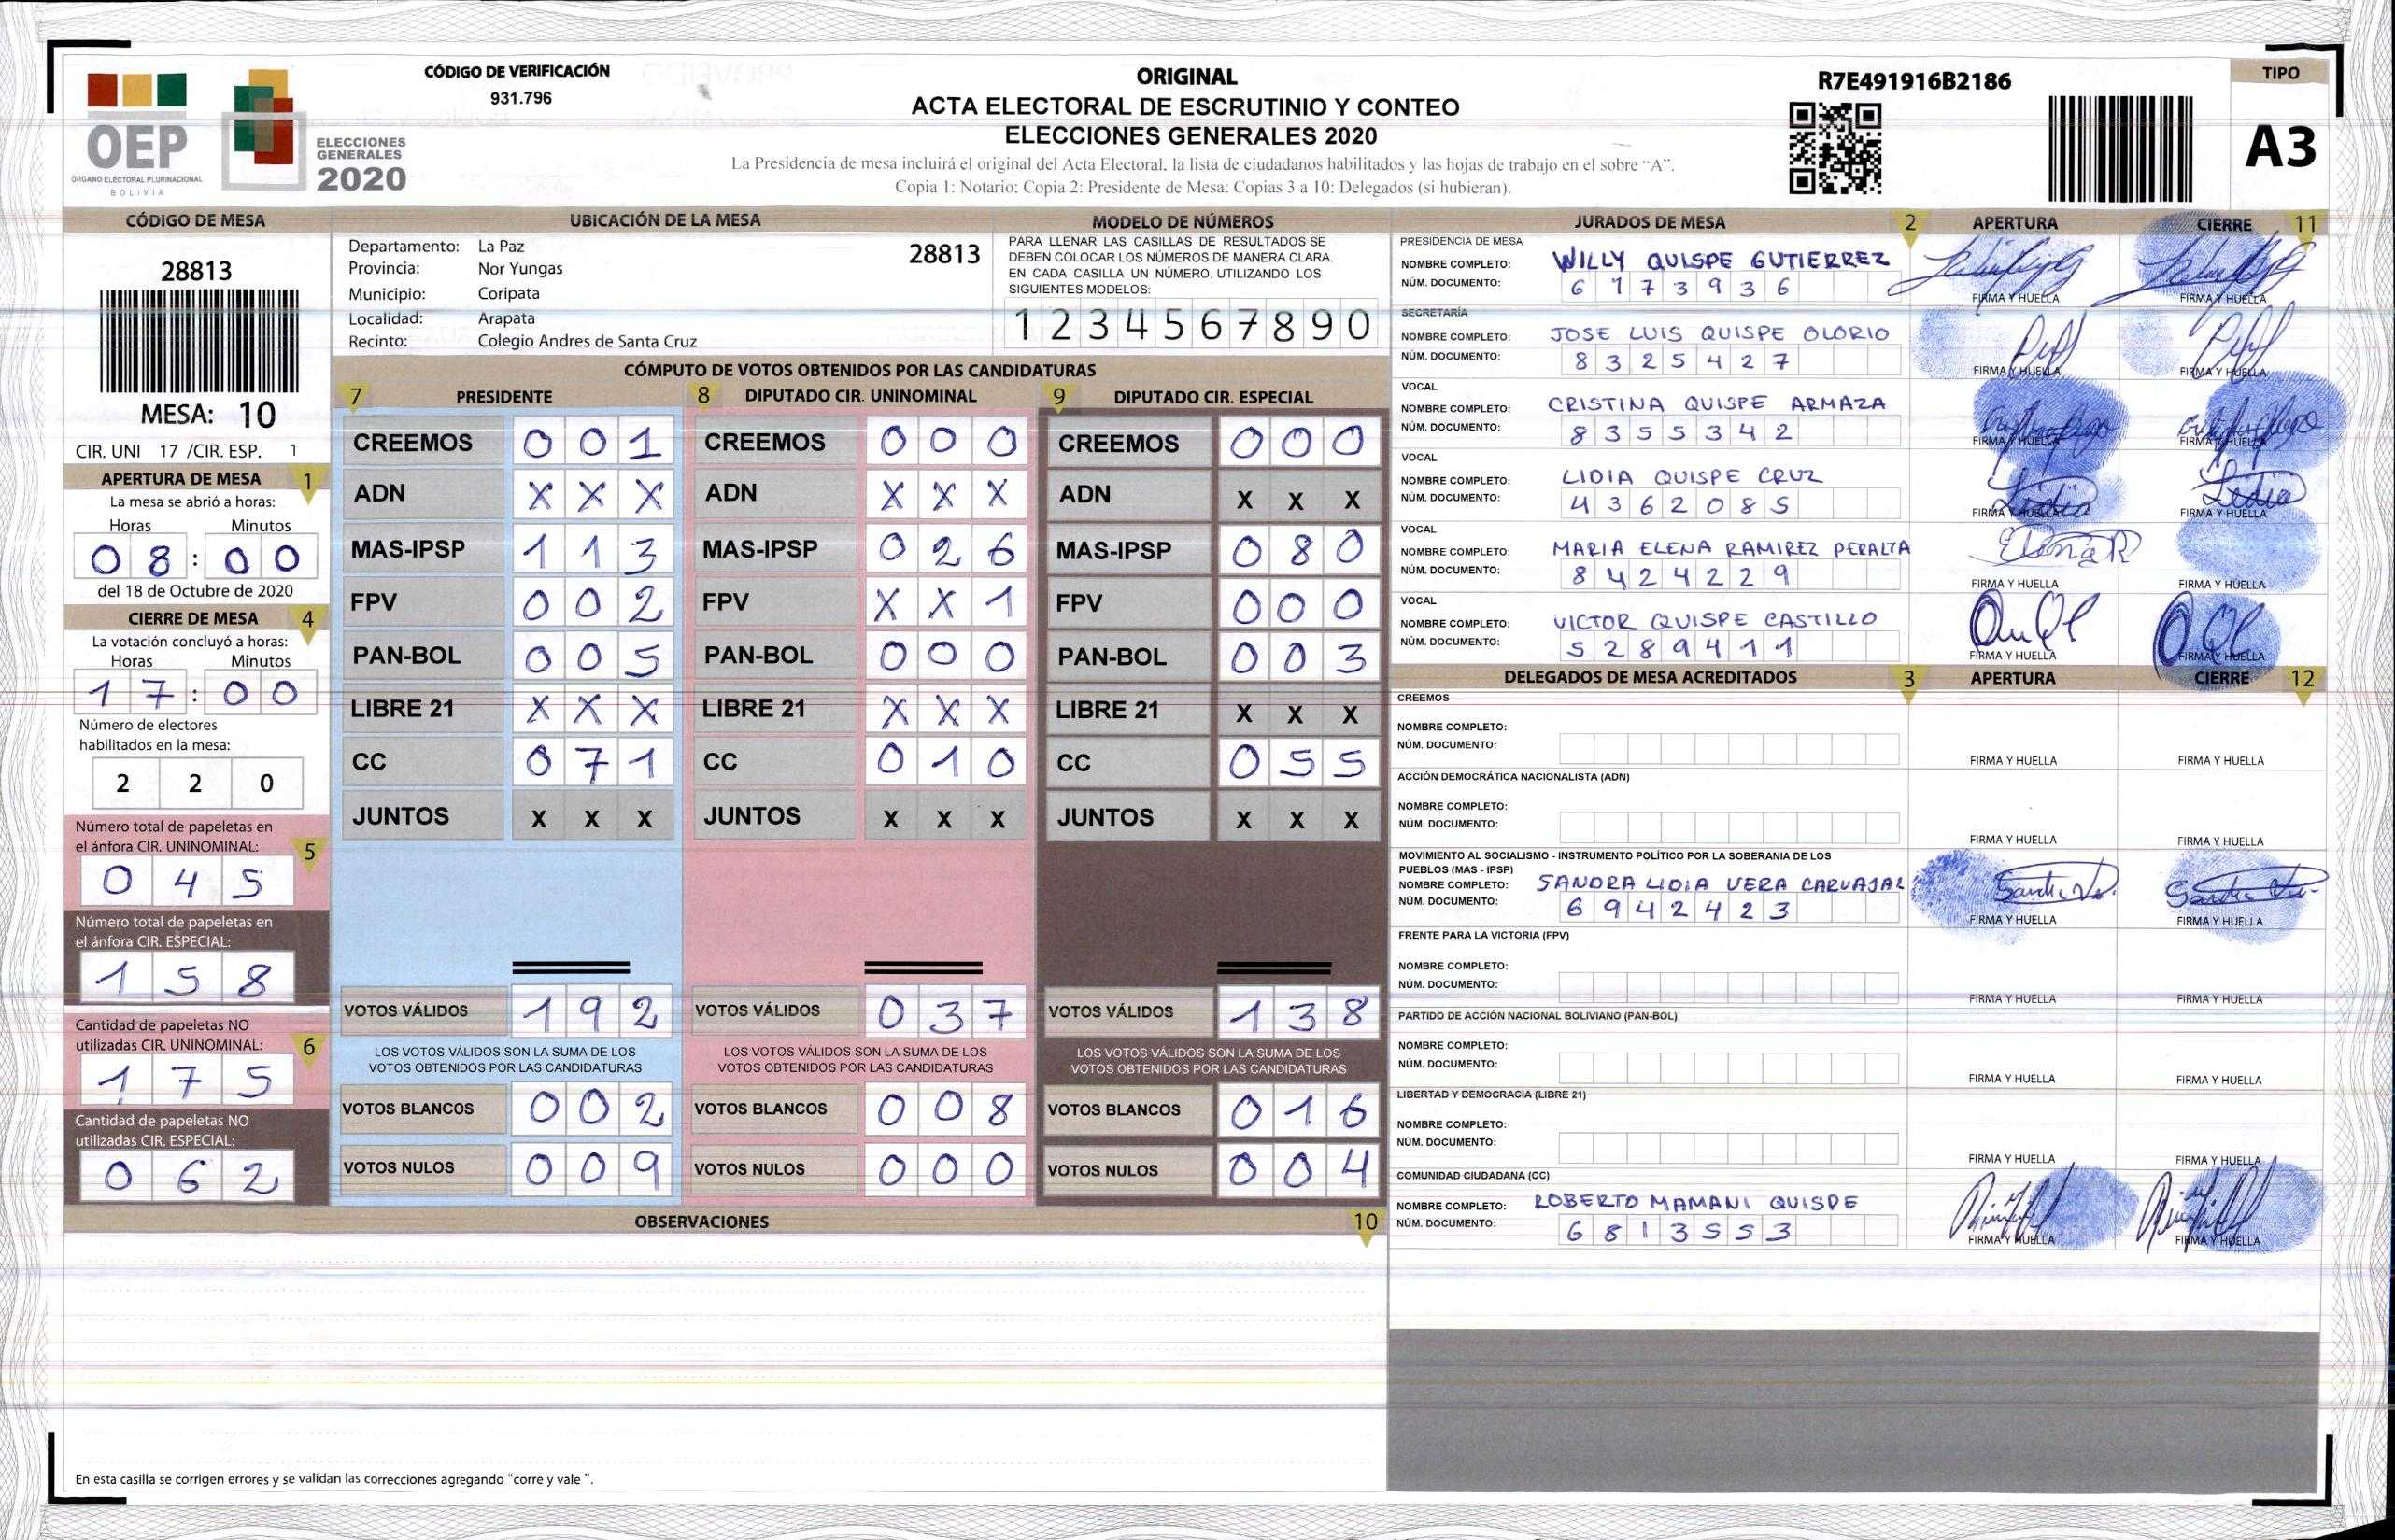 CÓDIGO DE VERIFICACIÓN
931.796
OEP
ÓRGANO ELECTORAL PLURINACIONAL
BOLIVIA
ELECCIONES
GENERALES
2020
ORIGINAL
ACTA ELECTORAL DE ESCRUTINIO Y CONTEO
ELECCIONES GENERALES 2020
La Presidencia de mesa incluirá el original del Acta Electoral, la lista de ciudadanos habilitados y las hojas de trabajo en el sobre "A".
Copia 1: Notario; Copia 2: Presidente de Mesa; Copias 3 a 10: Delegados (si hubieran).
R7E491916B2186
TIPO
A3
CÓDIGO DE MESA
28813
MESA: 10
CIR. UNI 17 /CIR. ESP. 1
APERTURA DE MESA 1
La mesa se abrió a horas:
Horas Minutos
0 8 : 0 0
del 18 de Octubre de 2020
CIERRE DE MESA 4
La votación concluyó a horas:
Horas Minutos
1 7 : 0 0
Número de electores
habilitados en la mesa:
2 2 0
Número total de papeletas en
el ánfora CIR. UNINOMINAL: 5
0 4 5
Número total de papeletas en
el ánfora CIR. ESPECIAL:
1 5 8
Cantidad de papeletas NO
utilizadas CIR. UNINOMINAL: 6
1 7 5
Cantidad de papeletas NO
utilizadas CIR. ESPECIAL:
0 6 2
UBICACIÓN DE LA MESA
Departamento: La Paz 28813
Provincia: Nor Yungas
Municipio: Coripata
Localidad: Arapata
Recinto: Colegio Andres de Santa Cruz
MODELO DE NÚMEROS
PARA LLENAR LAS CASILLAS DE RESULTADOS SE
DEBEN COLOCAR LOS NÚMEROS DE MANERA CLARA.
EN CADA CASILLA UN NÚMERO, UTILIZANDO LOS
SIGUIENTES MODELOS:
1 2 3 4 5 6 7 8 9 0
CÓMPUTO DE VOTOS OBTENIDOS POR LAS CANDIDATURAS
7 PRESIDENTE 8 DIPUTADO CIR. UNINOMINAL 9 DIPUTADO CIR. ESPECIAL
CREEMOS 0 0 1 CREEMOS 0 0 0 CREEMOS 0 0 0
ADN X X X ADN X X X ADN X X X
MAS-IPSP 1 1 3 MAS-IPSP 0 2 6 MAS-IPSP 0 8 0
FPV 0 0 2 FPV X X 1 FPV 0 0 0
PAN-BOL 0 0 5 PAN-BOL 0 0 0 PAN-BOL 0 0 3
LIBRE 21 X X X LIBRE 21 X X X LIBRE 21 X X X
CC 0 7 1 CC 0 1 0 CC 0 5 5
JUNTOS X X X JUNTOS X X X JUNTOS X X X
VOTOS VÁLIDOS 1 9 2 VOTOS VÁLIDOS 0 3 7 VOTOS VÁLIDOS 1 3 8
LOS VOTOS VÁLIDOS SON LA SUMA DE LOS LOS VOTOS VÁLIDOS SON LA SUMA DE LOS LOS VOTOS VÁLIDOS SON LA SUMA DE LOS
VOTOS OBTENIDOS POR LAS CANDIDATURAS VOTOS OBTENIDOS POR LAS CANDIDATURAS VOTOS OBTENIDOS POR LAS CANDIDATURAS
VOTOS BLANCOS 0 0 2 VOTOS BLANCOS 0 0 8 VOTOS BLANCOS 0 1 6
VOTOS NULOS 0 0 9 VOTOS NULOS 0 0 0 VOTOS NULOS 0 0 4
OBSERVACIONES 10
En esta casilla se corrigen errores y se validan las correcciones agregando "corre y vale".
JURADOS DE MESA 2 APERTURA CIERRE 11
PRESIDENCIA DE MESA
NOMBRE COMPLETO: WILLY QUISPE GUTIERREZ
NÚM. DOCUMENTO: 6 1 7 3 9 3 6
FIRMA Y HUELLA FIRMA Y HUELLA
SECRETARÍA
NOMBRE COMPLETO: JOSE LUIS QUISPE OLORIO
NÚM. DOCUMENTO: 8 3 2 5 4 2 7
FIRMA Y HUELLA FIRMA Y HUELLA
VOCAL
NOMBRE COMPLETO: CRISTINA QUISPE ARMAZA
NÚM. DOCUMENTO: 8 3 5 5 3 4 2
FIRMA Y HUELLA FIRMA Y HUELLA
VOCAL
NOMBRE COMPLETO: LIDIA QUISPE CRUZ
NÚM. DOCUMENTO: 4 3 6 2 0 8 5
Lidia Lidia
FIRMA Y HUELLA FIRMA Y HUELLA
VOCAL
NOMBRE COMPLETO: MARIA ELENA RAMIREZ PERALTA
NÚM. DOCUMENTO: 8 4 2 4 2 2 9
Elena R
FIRMA Y HUELLA FIRMA Y HUELLA
VOCAL
NOMBRE COMPLETO: VICTOR QUISPE CASTILLO
NÚM. DOCUMENTO: 5 2 8 9 4 1 1
FIRMA Y HUELLA FIRMA Y HUELLA
DELEGADOS DE MESA ACREDITADOS 3 APERTURA CIERRE 12
CREEMOS
NOMBRE COMPLETO:
NÚM. DOCUMENTO:
FIRMA Y HUELLA FIRMA Y HUELLA
ACCIÓN DEMOCRÁTICA NACIONALISTA (ADN)
NOMBRE COMPLETO:
NÚM. DOCUMENTO:
FIRMA Y HUELLA FIRMA Y HUELLA
MOVIMIENTO AL SOCIALISMO - INSTRUMENTO POLÍTICO POR LA SOBERANIA DE LOS
PUEBLOS (MAS - IPSP)
NOMBRE COMPLETO: SANDRA LIDIA VERA CARVAJAL
NÚM. DOCUMENTO: 6 9 4 2 4 2 3
FIRMA Y HUELLA FIRMA Y HUELLA
FRENTE PARA LA VICTORIA (FPV)
NOMBRE COMPLETO:
NÚM. DOCUMENTO:
FIRMA Y HUELLA FIRMA Y HUELLA
PARTIDO DE ACCIÓN NACIONAL BOLIVIANO (PAN-BOL)
NOMBRE COMPLETO:
NÚM. DOCUMENTO:
FIRMA Y HUELLA FIRMA Y HUELLA
LIBERTAD Y DEMOCRACIA (LIBRE 21)
NOMBRE COMPLETO:
NÚM. DOCUMENTO:
FIRMA Y HUELLA FIRMA Y HUELLA
COMUNIDAD CIUDADANA (CC)
NOMBRE COMPLETO: ROBERTO MAMANI QUISPE
NÚM. DOCUMENTO: 6 8 1 3 5 5 3
FIRMA Y HUELLA FIRMA Y HUELLA